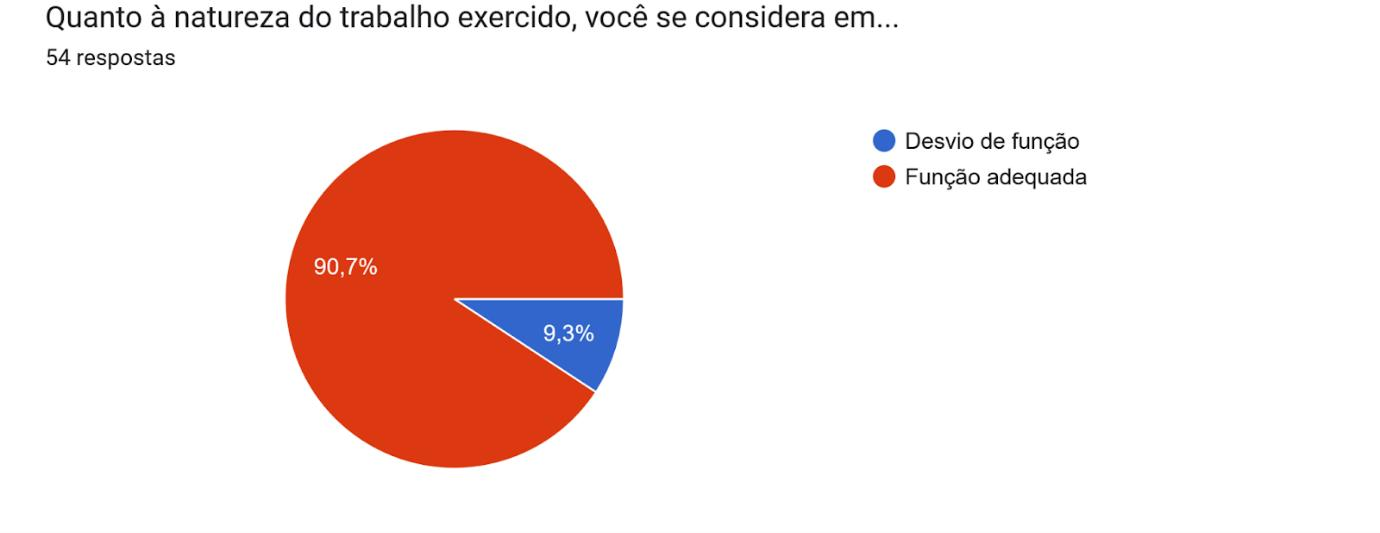 Quanto à natureza do trabalho exercido, você se considera em...
54 respostas
Desvio de função
Função adequada
90,7%
9,3%